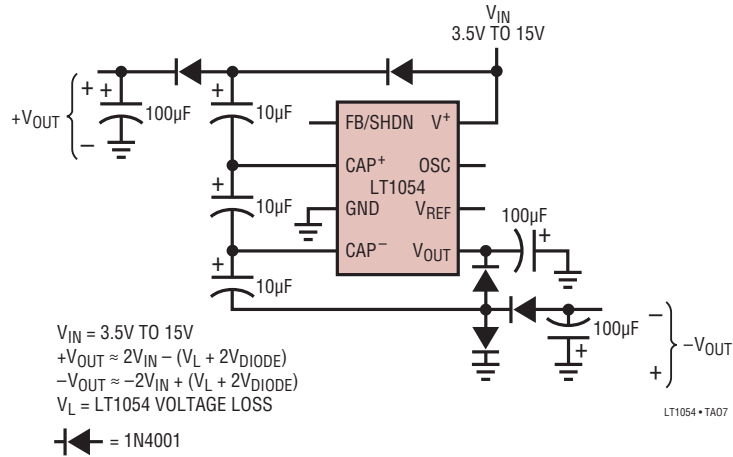 V_IN
3.5V TO 15V
+V_OUT
+
–
+
100µF
+
10µF
+
10µF
+
10µF
FB/SHDN V⁺
CAP⁺ OSC
LT1054
GND V_REF
CAP⁻ V_OUT
100µF
+
100µF
+
–
+
–V_OUT
V_IN = 3.5V TO 15V
+V_OUT ≈ 2V_IN – (V_L + 2V_DIODE)
–V_OUT ≈ –2V_IN + (V_L + 2V_DIODE)
V_L = LT1054 VOLTAGE LOSS
= 1N4001
LT1054 • TA07